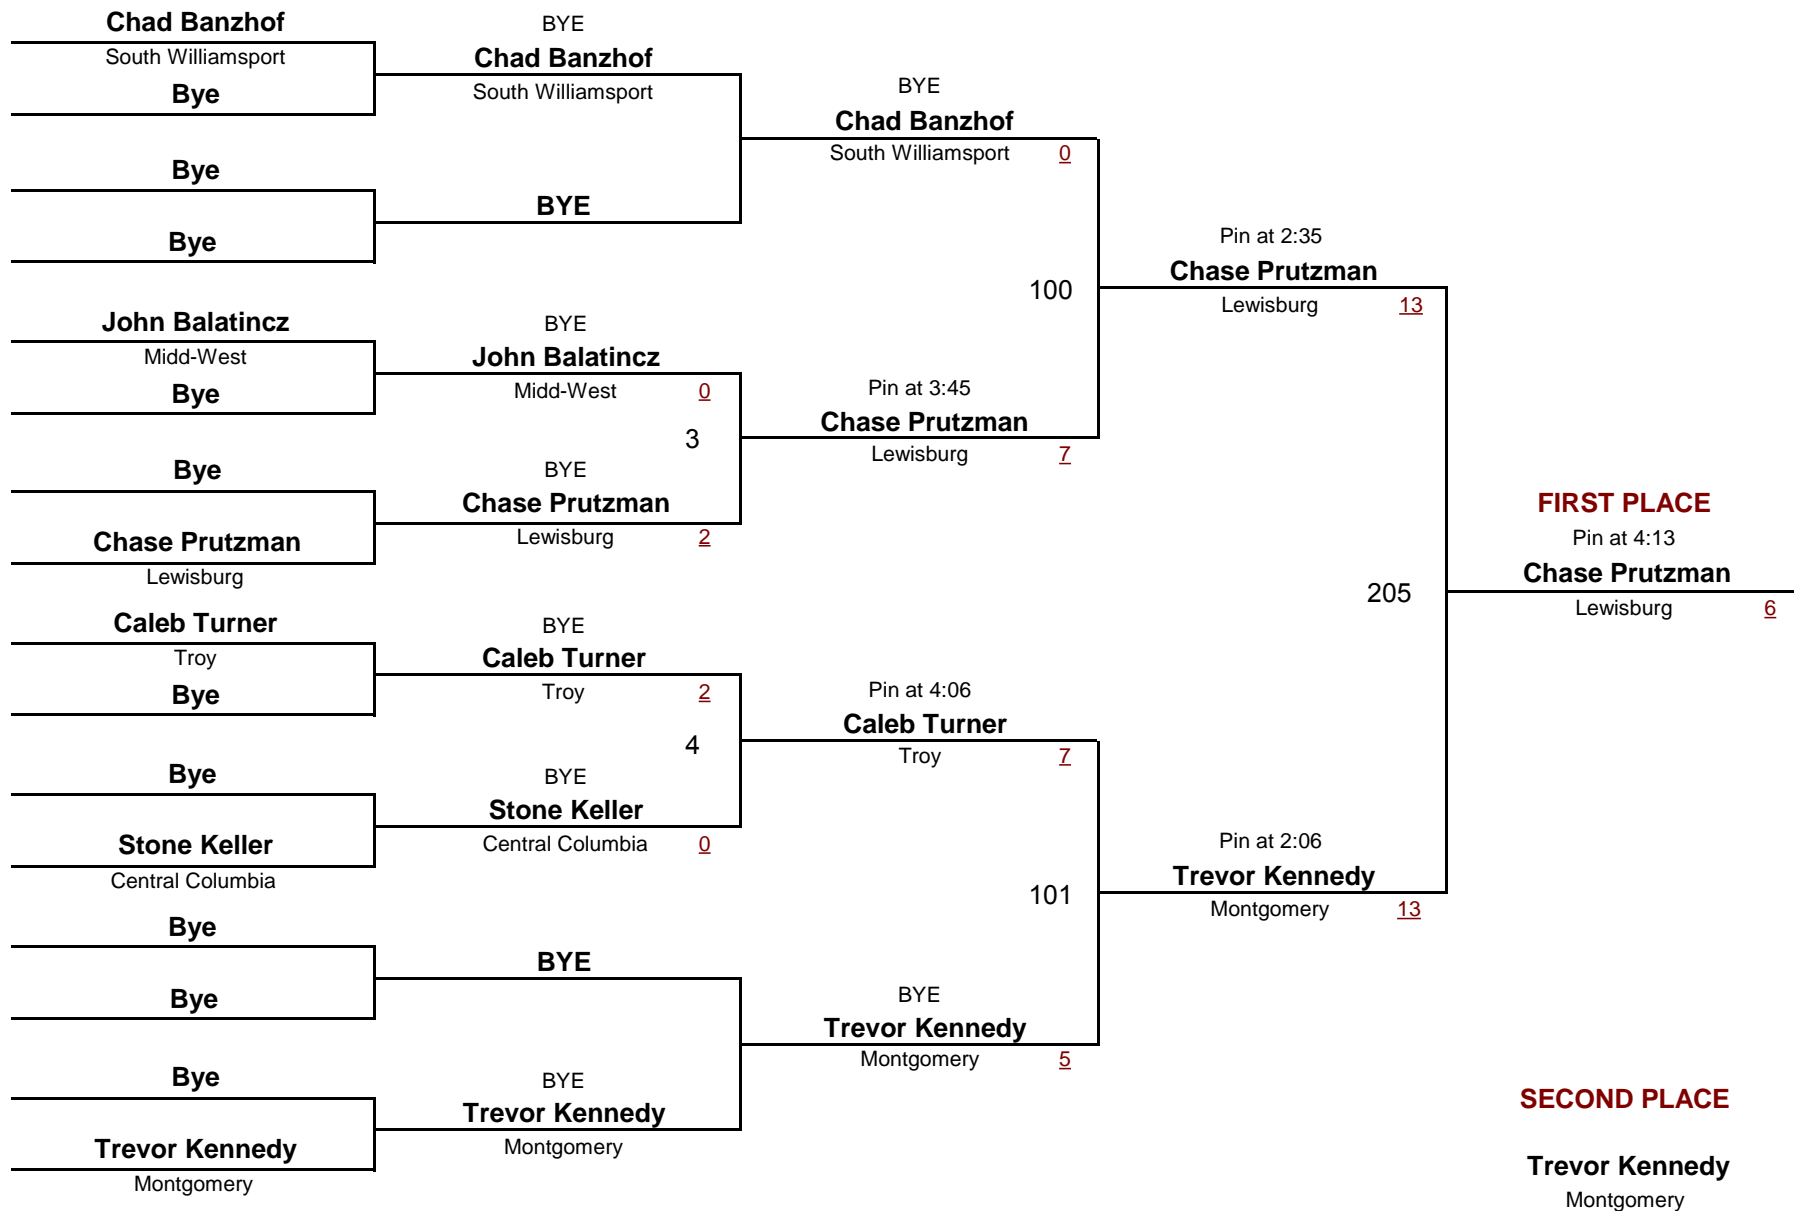 Chad Banzhof
South Williamsport
Bye
Bye
Bye
John Balatincz
Midd-West
Bye
Bye
Chase Prutzman
Lewisburg
Caleb Turner
Troy
Bye
Bye
Stone Keller
Central Columbia
Bye
Bye
Bye
Trevor Kennedy
Montgomery
BYE
Chad Banzhof
South Williamsport
BYE
BYE
John Balatincz
Midd-West 0
3
BYE
Chase Prutzman
Lewisburg 2
BYE
Caleb Turner
Troy 2
4
BYE
Stone Keller
Central Columbia 0
BYE
BYE
Trevor Kennedy
Montgomery
BYE
Chad Banzhof
South Williamsport 0
100
Pin at 3:45
Chase Prutzman
Lewisburg 7
Pin at 4:06
Caleb Turner
Troy 7
101
BYE
Trevor Kennedy
Montgomery 5
Pin at 2:35
Chase Prutzman
Lewisburg 13
205
Pin at 2:06
Trevor Kennedy
Montgomery 13
FIRST PLACE
Pin at 4:13
Chase Prutzman
Lewisburg 6
SECOND PLACE
Trevor Kennedy
Montgomery